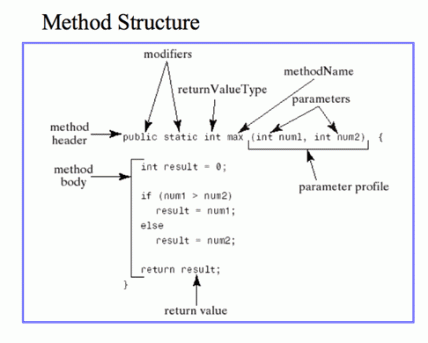 Method Structure
modifiers
methodName
returnValueType
parameters
method
header
public static int max (int num1, int num2) {
method
body
parameter profile
int result = 0;
if (num1 > num2)
result = num1;
else
result = num2;
return result;
}
return value